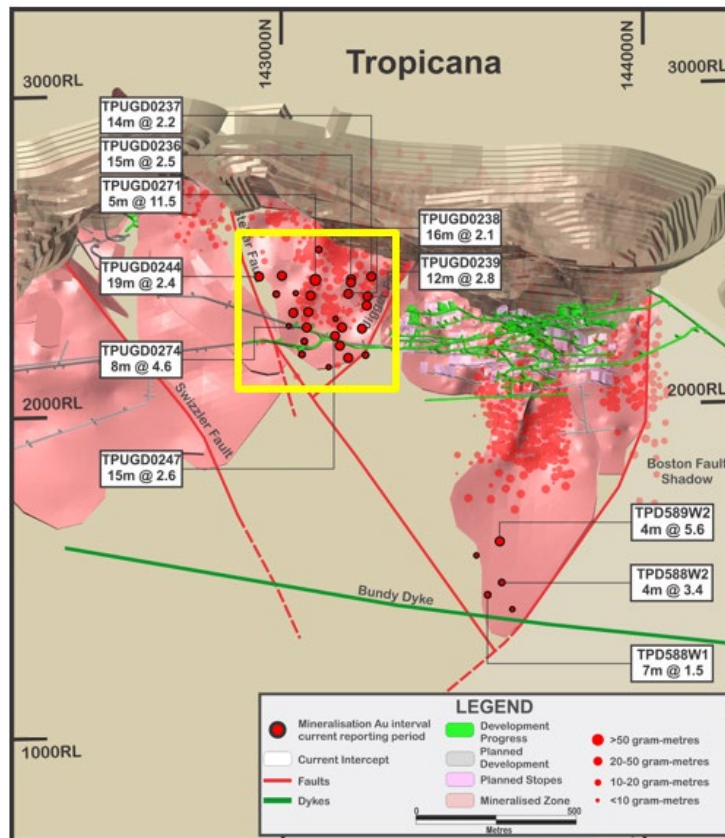 143000N
144000N
Tropicana
3000RL
3000RL
TPUGD0237
14m @ 2.2
TPUGD0236
15m @ 2.5
TPUGD0271
5m @ 11.5
TPUGD0238
16m @ 2.1
TPUGD0239
12m @ 2.8
TPUGD0244
19m @ 2.4
TPUGD0274
8m @ 4.6
2000RL
2000RL
Swizzler Fault
TPUGD0247
15m @ 2.6
Boston Fault
Shadow
TPD589W2
4m @ 5.6
TPD588W2
4m @ 3.4
Bundy Dyke
TPD588W1
7m @ 1.5
1000RL
LEGEND
Mineralisation Au interval
current reporting period
Current Intercept
Faults
Dykes
Development
Progress
Planned
Development
Planned Stopes
Mineralised Zone
>50 gram-metres
20-50 gram-metres
10-20 gram-metres
<10 gram-metres
0
500
Metres